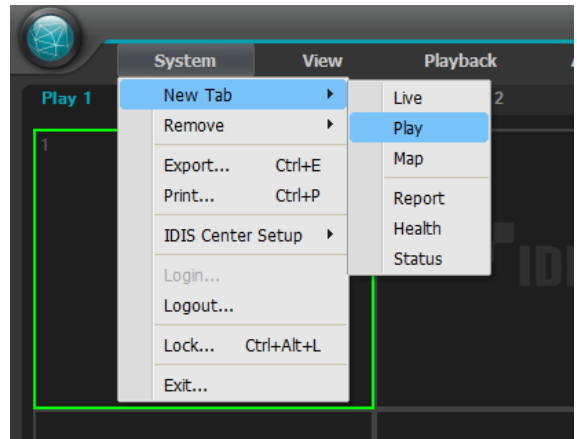 System View Playback
Play 1
2
1
New Tab
Remove
Export... Ctrl+E
Print... Ctrl+P
IDIS Center Setup
Login...
Logout...
Lock... Ctrl+Alt+L
Exit...
Live
Play
Map
Report
Health
Status